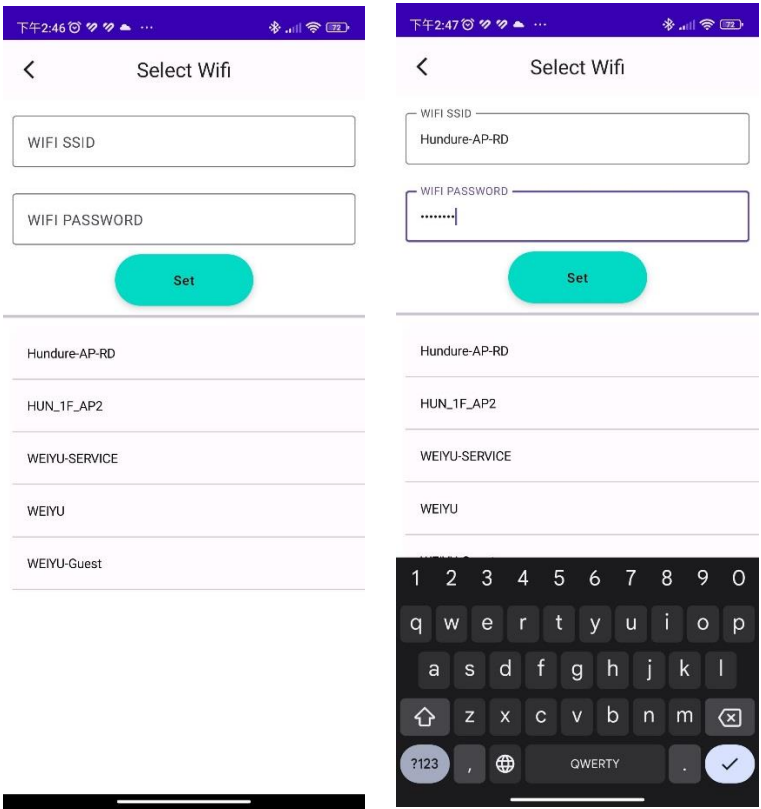 下午2:46
72
Select Wifi
WIFI SSID
WIFI PASSWORD
Set
Hundure-AP-RD
HUN_1F_AP2
WEIYU-SERVICE
WEIYU
WEIYU-Guest
下午2:47
72
Select Wifi
WIFI SSID
Hundure-AP-RD
WIFI PASSWORD
••••••••
Set
Hundure-AP-RD
HUN_1F_AP2
WEIYU-SERVICE
WEIYU
1 2 3 4 5 6 7 8 9 0
q w e r t y u i o p
a s d f g h j k l
z x c v b n m
?123 , QWERTY .